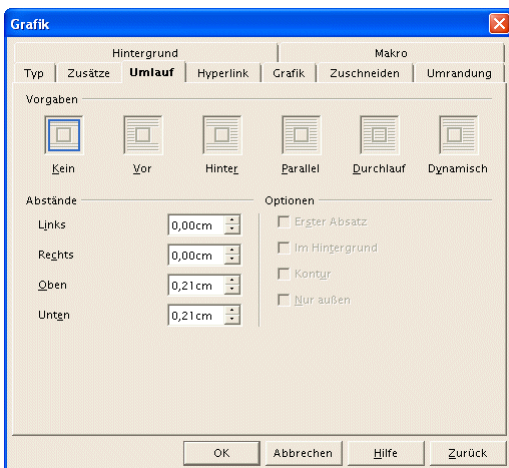 Grafik
Hintergrund Makro
Typ Zusätze Umlauf Hyperlink Grafik Zuschneiden Umrandung
Vorgaben
Kein Vor Hinter Parallel Durchlauf Dynamisch
Abstände Optionen
Links 0,00cm Erster Absatz
Rechts 0,00cm Im Hintergrund
Oben 0,21cm Kontur
Unten 0,21cm Nur außen
OK Abbrechen Hilfe Zurück